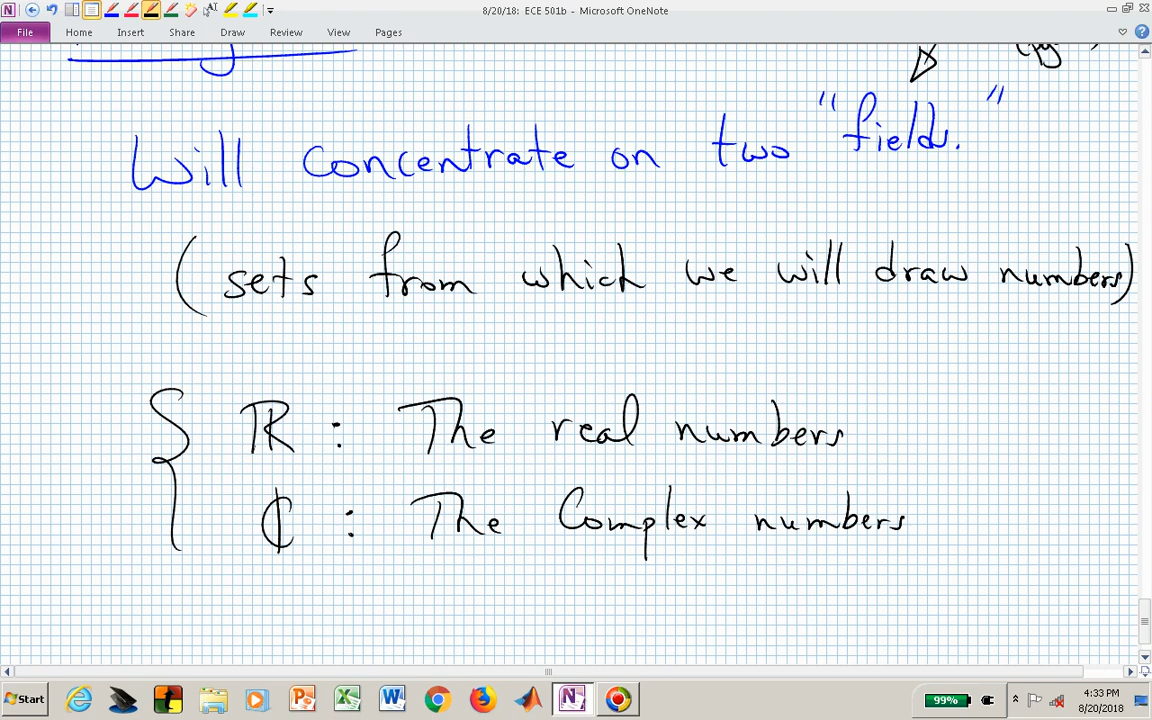 8/20/18: ECE 501b - Microsoft OneNote
File Home Insert Share Draw Review View Pages
Will concentrate on two "fields."
(sets from which we will draw numbers)
ℝ : The real numbers
ℂ : The Complex numbers
Start 99% 4:33 PM
8/20/2018